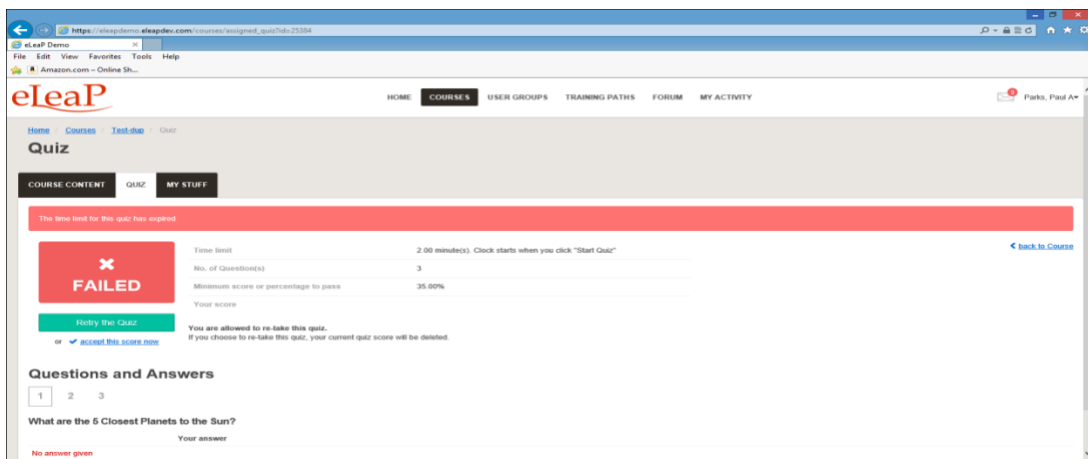 https://eleapdemo.eleapdev.com/courses/assigned_quiz?id=25384
eLeaP Demo
File Edit View Favorites Tools Help
Amazon.com – Online Sh...
eLeaP
HOME COURSES USER GROUPS TRAINING PATHS FORUM MY ACTIVITY
3 Parks, Paul A
Home / Courses / Test-dup / Quiz
Quiz
COURSE CONTENT QUIZ MY STUFF
The time limit for this quiz has expired
back to Course
FAILED
Time limit 2.00 minute(s). Clock starts when you click "Start Quiz"
No. of Question(s) 3
Minimum score or percentage to pass 35.00%
Your score
Retry the Quiz
or accept this score now
You are allowed to re-take this quiz.
If you choose to re-take this quiz, your current quiz score will be deleted.
Questions and Answers
1 2 3
What are the 5 Closest Planets to the Sun?
Your answer
No answer given